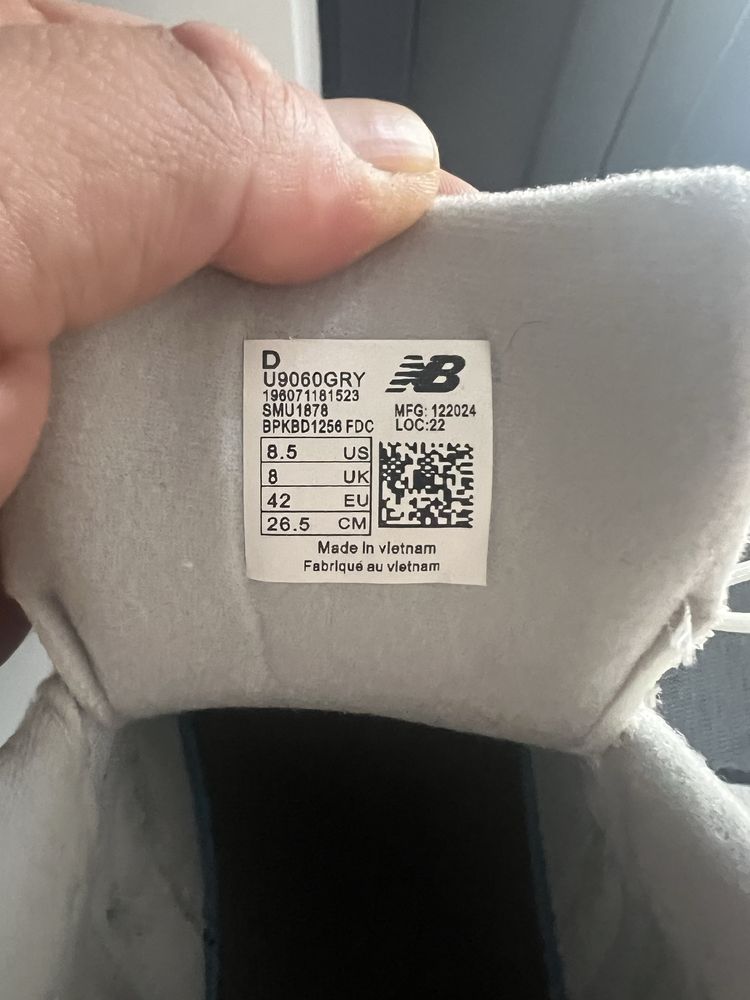 D
U9060GRY
196071181523
SMU1878
BPKBD1256 FDC
NB
MFG: 122024
LOC:22
8.5 US
8 UK
42 EU
26.5 CM
Made in vietnam
Fabriqué au vietnam